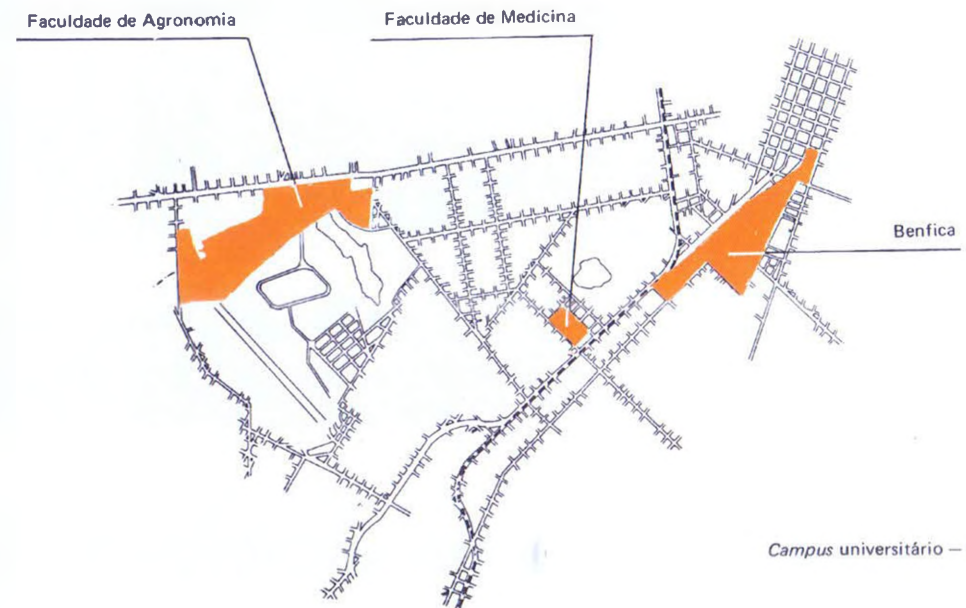 Faculdade de Agronomia
Faculdade de Medicina
Benfica
Campus universitário —